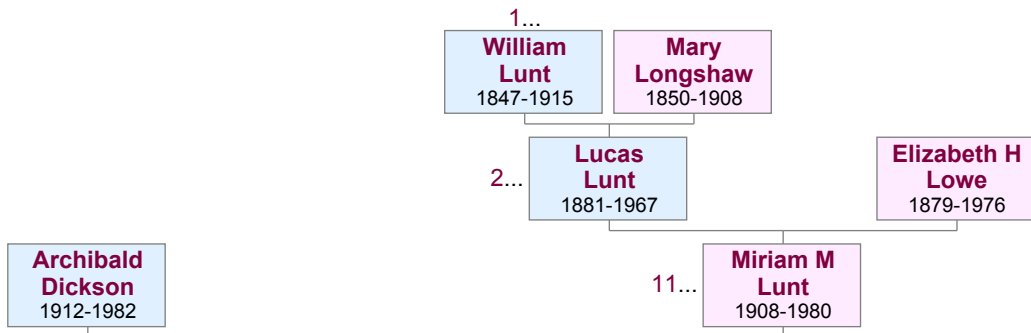 1...
William
Lunt
1847-1915
Mary
Longshaw
1850-1908
2...
Lucas
Lunt
1881-1967
Elizabeth H
Lowe
1879-1976
Archibald
Dickson
1912-1982
11...
Miriam M
Lunt
1908-1980